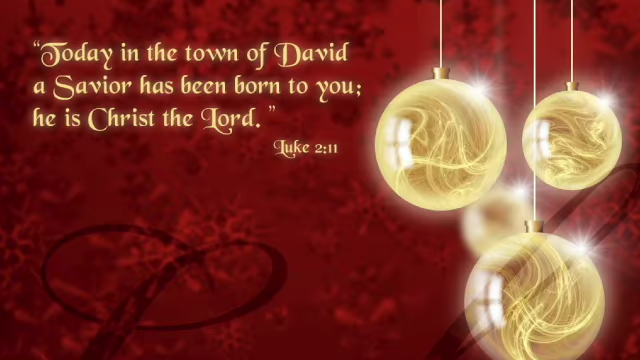 “Today in the town of David
a Savior has been born to you;
he is Christ the Lord.”
Luke 2:11